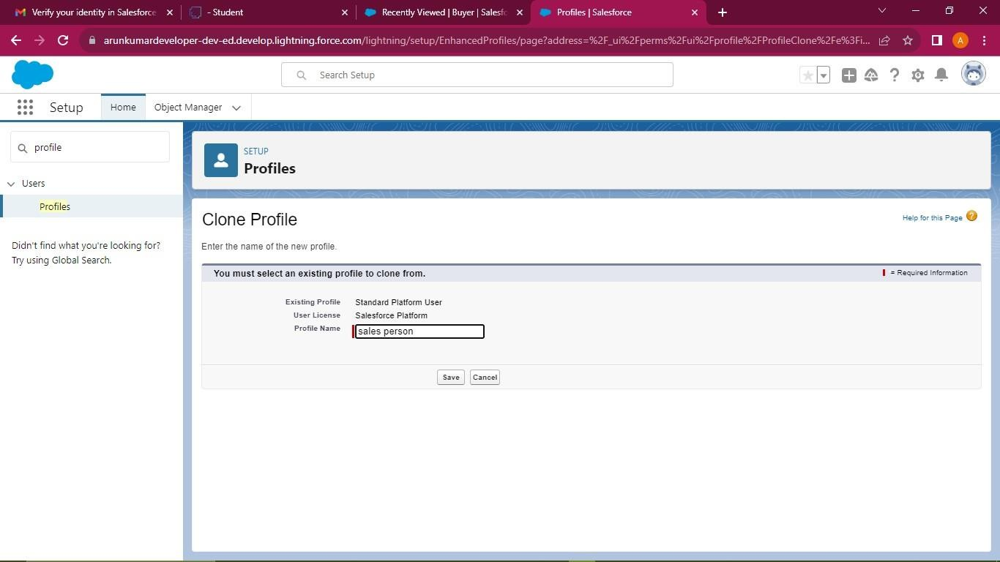 Verify your identity in Salesforce
- Student
Recently Viewed | Buyer | Salesf
Profiles | Salesforce
arunkumardeveloper-dev-ed.develop.lightning.force.com/lightning/setup/EnhancedProfiles/page?address=%2F_ui%2Fperms%2Fui%2Fprofile%2FProfileClone%2Fe%3Fi...
A
Search Setup
Setup
Home
Object Manager
profile
Users
Profiles
Didn't find what you're looking for?
Try using Global Search.
SETUP
Profiles
Clone Profile
Help for this Page ?
Enter the name of the new profile.
You must select an existing profile to clone from.
= Required Information
Existing Profile Standard Platform User
User License Salesforce Platform
Profile Name sales person
Save Cancel